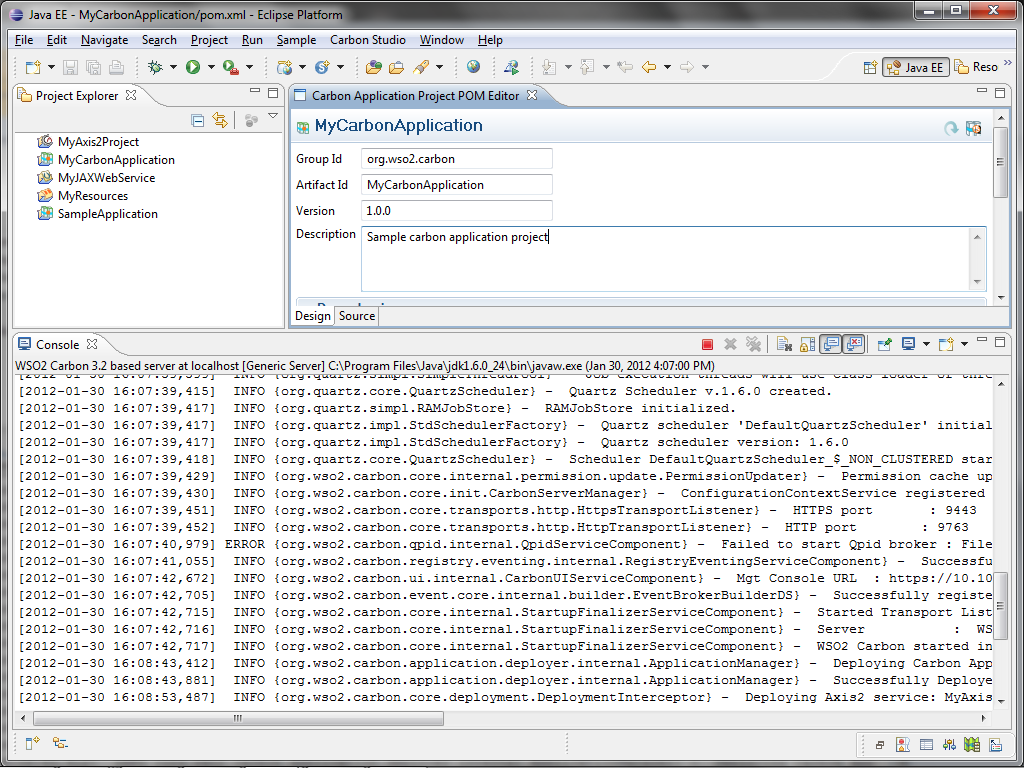 Java EE - MyCarbonApplication/pom.xml - Eclipse Platform
File Edit Navigate Search Project Run Sample Carbon Studio Window Help
Java EE Reso »
Project Explorer
MyAxis2Project
MyCarbonApplication
MyJAXWebService
MyResources
SampleApplication
Carbon Application Project POM Editor
MyCarbonApplication
Group Id org.wso2.carbon
Artifact Id MyCarbonApplication
Version 1.0.0
Description Sample carbon application project
Design Source
Console
WSO2 Carbon 3.2 based server at localhost [Generic Server] C:\Program Files\Java\jdk1.6.0_24\bin\javaw.exe (Jan 30, 2012 4:07:00 PM)
[2012-01-30 16:07:39,415] INFO {org.quartz.core.QuartzScheduler} - Quartz Scheduler v.1.6.0 created.
[2012-01-30 16:07:39,417] INFO {org.quartz.simpl.RAMJobStore} - RAMJobStore initialized.
[2012-01-30 16:07:39,417] INFO {org.quartz.impl.StdSchedulerFactory} - Quartz scheduler 'DefaultQuartzScheduler' initial
[2012-01-30 16:07:39,417] INFO {org.quartz.impl.StdSchedulerFactory} - Quartz scheduler version: 1.6.0
[2012-01-30 16:07:39,418] INFO {org.quartz.core.QuartzScheduler} - Scheduler DefaultQuartzScheduler_$_NON_CLUSTERED star
[2012-01-30 16:07:39,429] INFO {org.wso2.carbon.core.internal.permission.update.PermissionUpdater} - Permission cache up
[2012-01-30 16:07:39,430] INFO {org.wso2.carbon.core.init.CarbonServerManager} - ConfigurationContextService registered
[2012-01-30 16:07:39,451] INFO {org.wso2.carbon.core.transports.http.HttpsTransportListener} - HTTPS port : 9443
[2012-01-30 16:07:39,452] INFO {org.wso2.carbon.core.transports.http.HttpTransportListener} - HTTP port : 9763
[2012-01-30 16:07:40,979] ERROR {org.wso2.carbon.qpid.internal.QpidServiceComponent} - Failed to start Qpid broker : File
[2012-01-30 16:07:41,055] INFO {org.wso2.carbon.registry.eventing.internal.RegistryEventingServiceComponent} - Successfu
[2012-01-30 16:07:42,672] INFO {org.wso2.carbon.ui.internal.CarbonUIServiceComponent} - Mgt Console URL : https://10.10
[2012-01-30 16:07:42,705] INFO {org.wso2.carbon.event.core.internal.builder.EventBrokerBuilderDS} - Successfully registe
[2012-01-30 16:07:42,715] INFO {org.wso2.carbon.core.internal.StartupFinalizerServiceComponent} - Started Transport List
[2012-01-30 16:07:42,716] INFO {org.wso2.carbon.core.internal.StartupFinalizerServiceComponent} - Server : WS
[2012-01-30 16:07:42,717] INFO {org.wso2.carbon.core.internal.StartupFinalizerServiceComponent} - WSO2 Carbon started in
[2012-01-30 16:08:43,412] INFO {org.wso2.carbon.application.deployer.internal.ApplicationManager} - Deploying Carbon App
[2012-01-30 16:08:43,881] INFO {org.wso2.carbon.application.deployer.internal.ApplicationManager} - Successfully Deploye
[2012-01-30 16:08:53,487] INFO {org.wso2.carbon.core.deployment.DeploymentInterceptor} - Deploying Axis2 service: MyAxis